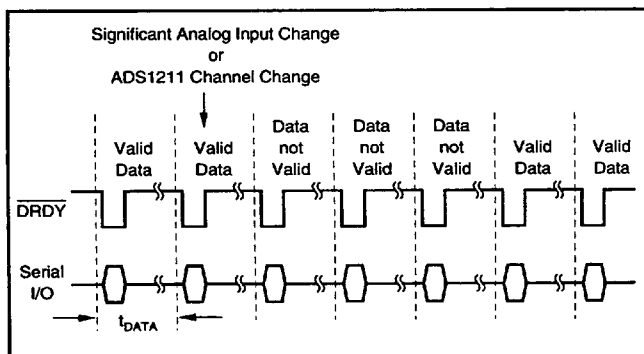 Significant Analog Input Change
or
ADS1211 Channel Change
Valid
Data
Valid
Data
Data
not
Valid
Data
not
Valid
Data
not
Valid
Valid
Data
Valid
Data
DRDY
Serial
I/O
tDATA